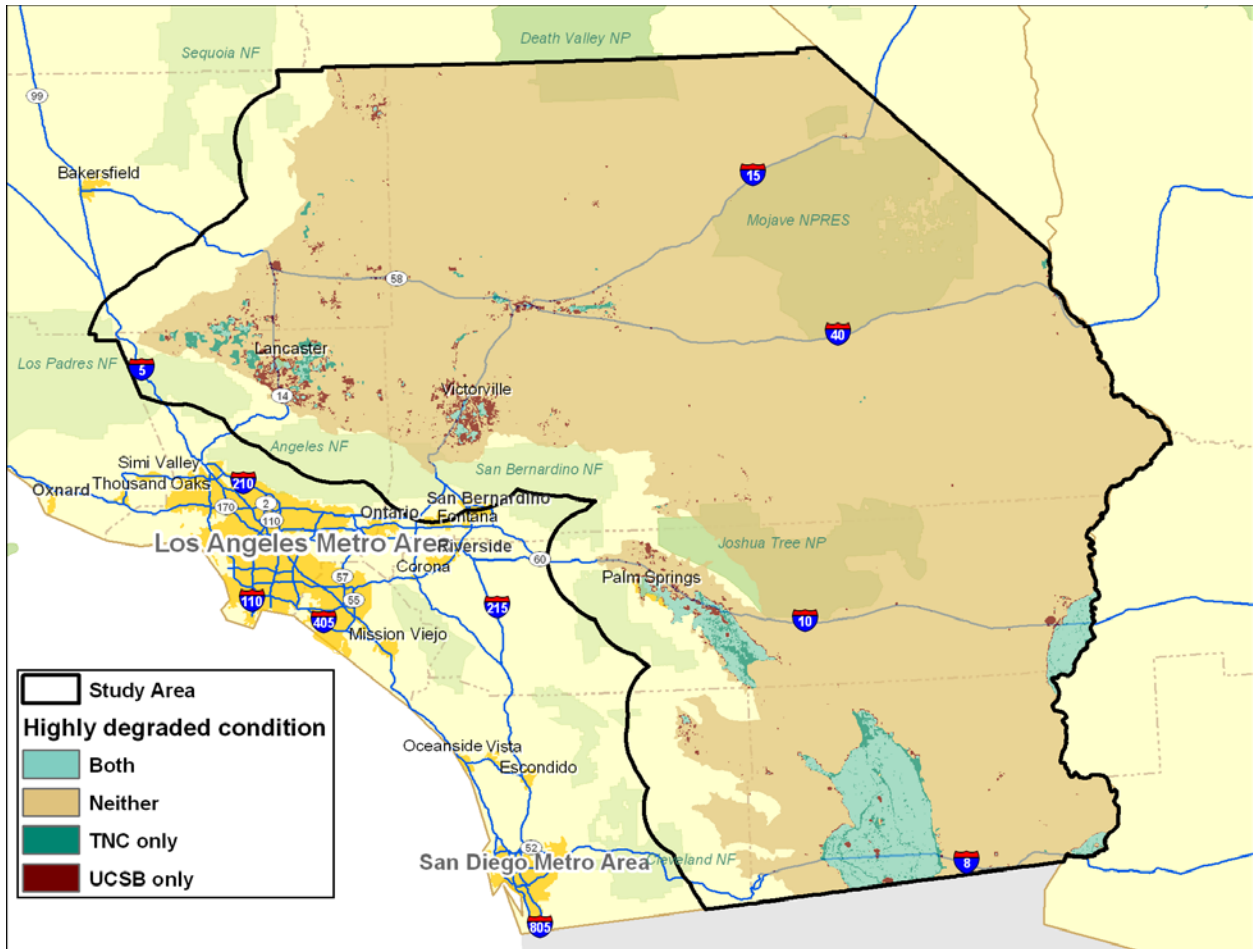 Sequoia NF
Death Valley NP
99
Bakersfield
15
Mojave NPRES
58
40
Los Padres NF
5
Lancaster
14
Victorville
Angeles NF
San Bernardino NF
Simi Valley
Thousand Oaks
Oxnard
210
170
2
110
Ontario
San Bernardino
Fontana
Los Angeles Metro Area
Riverside
Corona
60
Joshua Tree NP
Palm Springs
57
55
110
405
215
10
Mission Viejo
Study Area
Highly degraded condition
Both
Neither
TNC only
UCSB only
Oceanside
Vista
Escondido
52
San Diego Metro Area
Cleveland NF
8
805